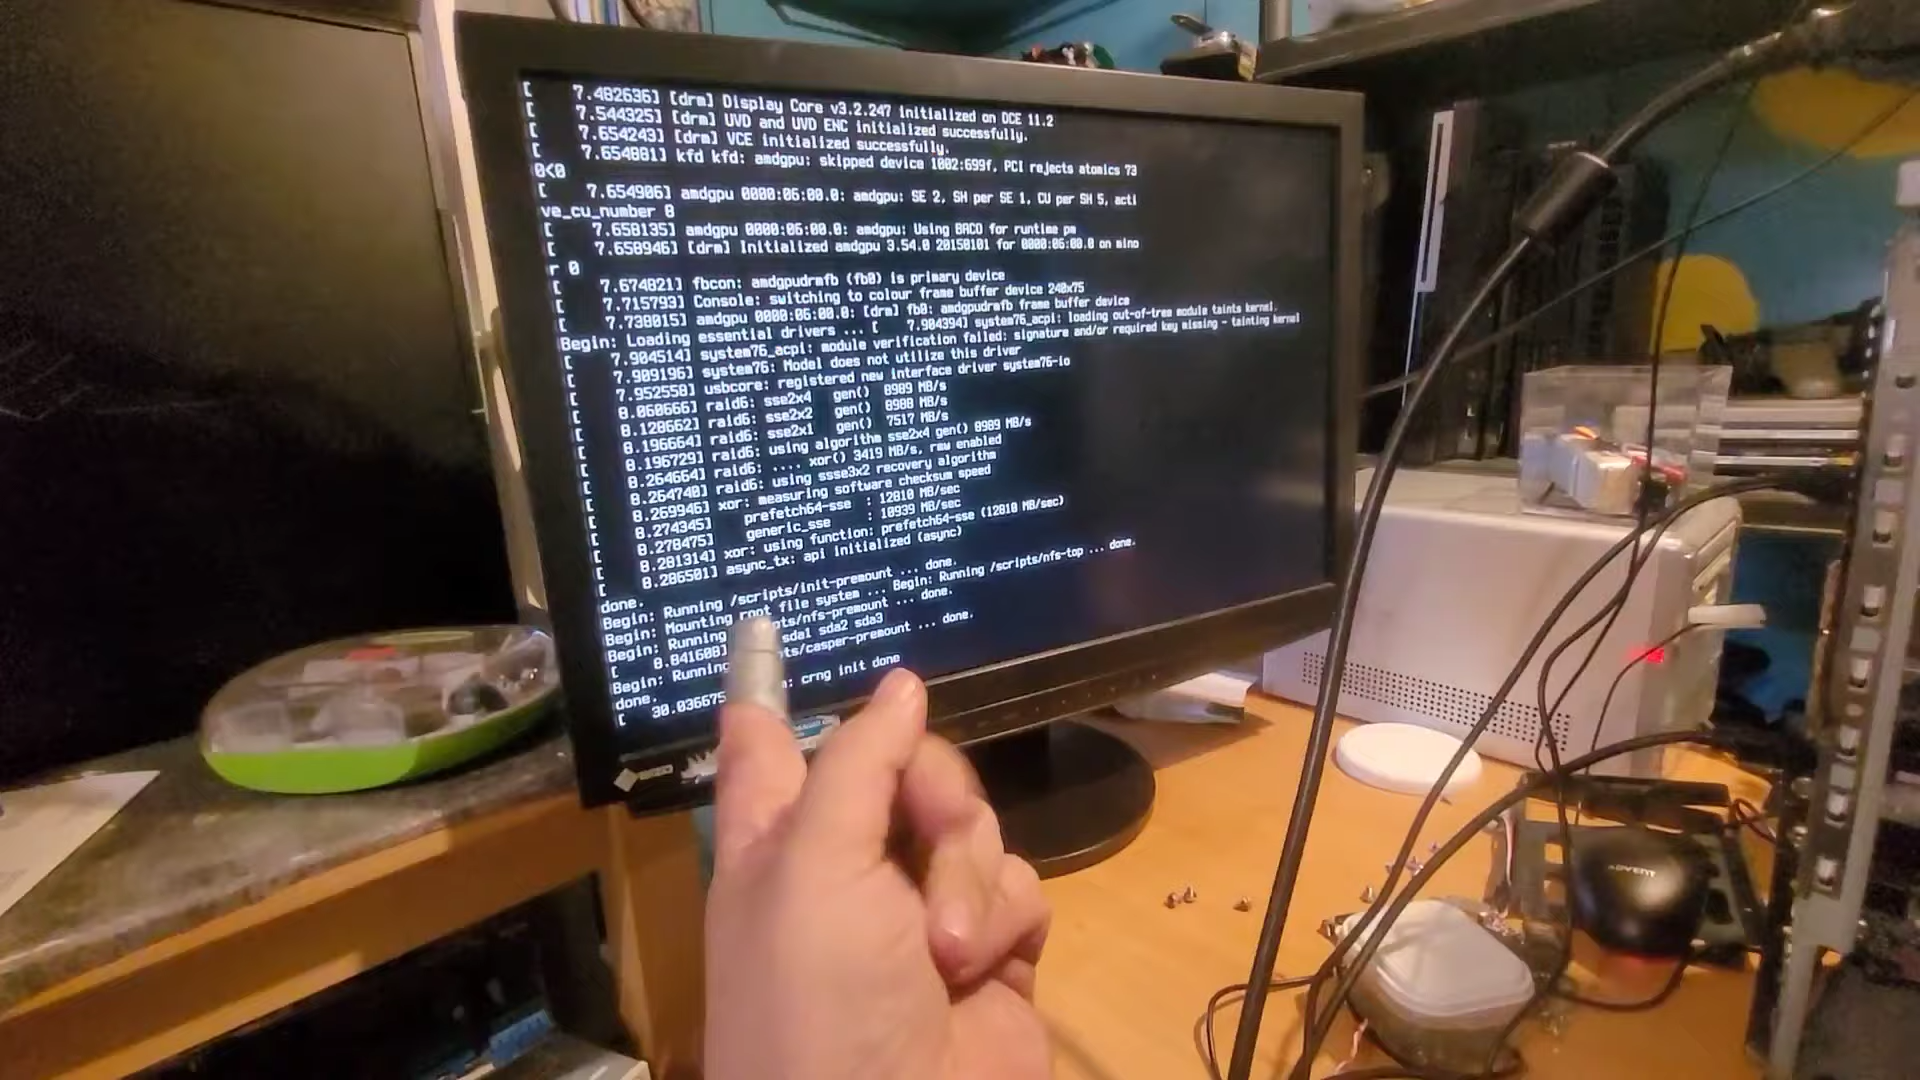 [    7.482636] [drm] Display Core v3.2.247 initialized on DCE 11.2
[    7.544325] [drm] UVD and UVD ENC initialized successfully.
[    7.654243] [drm] VCE initialized successfully.
[    7.654881] kfd kfd: amdgpu: skipped device 1002:699f, PCI rejects atomics 73
0<0
[    7.654906] amdgpu 0000:06:00.0: amdgpu: SE 2, SH per SE 1, CU per SH 5, acti
ve_cu_number 8
[    7.658135] amdgpu 0000:06:00.0: amdgpu: Using BACO for runtime pm
[    7.658946] [drm] Initialized amdgpu 3.54.0 20150101 for 0000:06:00.0 on mino
r 0
[    7.674821] fbcon: amdgpudrmfb (fb0) is primary device
[    7.715793] Console: switching to colour frame buffer device 240x75
[    7.738015] amdgpu 0000:06:00.0: [drm] fb0: amdgpudrmfb frame buffer device
Begin: Loading essential drivers ... [    7.904394] system76_acpi: loading out-of-tree module taints kernel.
[    7.904514] system76_acpi: module verification failed: signature and/or required key missing - tainting kernel
[    7.909196] system76: Model does not utilize this driver
[    7.952558] usbcore: registered new interface driver system76-io
[    8.060666] raid6: sse2x4   gen()  8989 MB/s
[    8.128662] raid6: sse2x2   gen()  8988 MB/s
[    8.196664] raid6: sse2x1   gen()  7517 MB/s
[    8.196729] raid6: using algorithm sse2x4 gen() 8989 MB/s
[    8.264664] raid6: .... xor() 3419 MB/s, rmw enabled
[    8.264740] raid6: using ssse3x2 recovery algorithm
[    8.269946] xor: measuring software checksum speed
[    8.274345]    prefetch64-sse  : 12810 MB/sec
[    8.278475]    generic_sse     : 10939 MB/sec
[    8.281314] xor: using function: prefetch64-sse (12810 MB/sec)
[    8.286501] async_tx: api initialized (async)
done.
Begin: Running /scripts/init-premount ... done.
Begin: Mounting root file system ... Begin: Running /scripts/nfs-top ... done.
Begin: Running pts/nfs-premount ... done.
[    8.841608] sda1 sda2 sda3
Begin: Running pts/casper-premount ... done.
done.
[   30.036675 : crng init done
EIZO
ADVENT